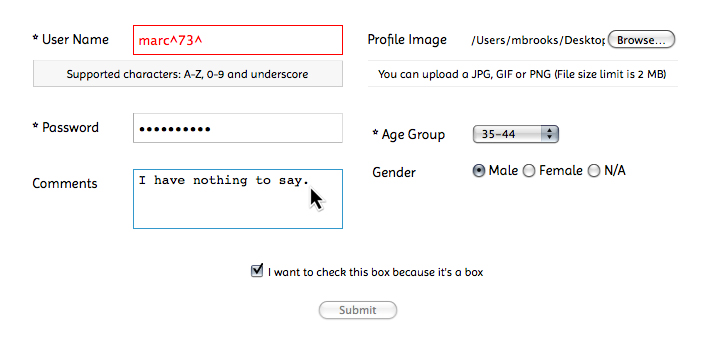 * User Name
marc^73^
Supported characters: A-Z, 0-9 and underscore
Profile Image
/Users/mbrooks/Desktop
Browse...
You can upload a JPG, GIF or PNG (File size limit is 2 MB)
* Password
••••••••••
* Age Group
35-44
Comments
I have nothing to say.
Gender
Male
Female
N/A
I want to check this box because it's a box
Submit